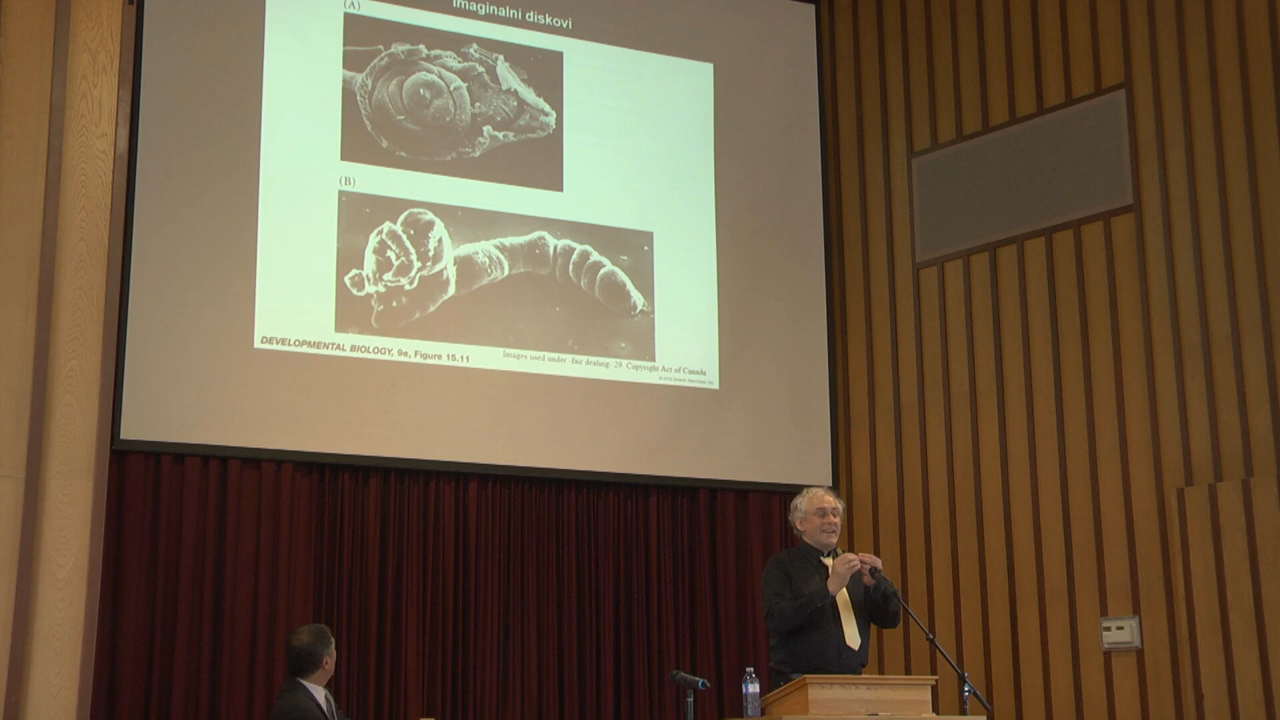 Imaginalni diskovi
(A)
(B)
DEVELOPMENTAL BIOLOGY, 9e, Figure 15.11
Images used under -fair dealing- 29 Copyright Act of Canada